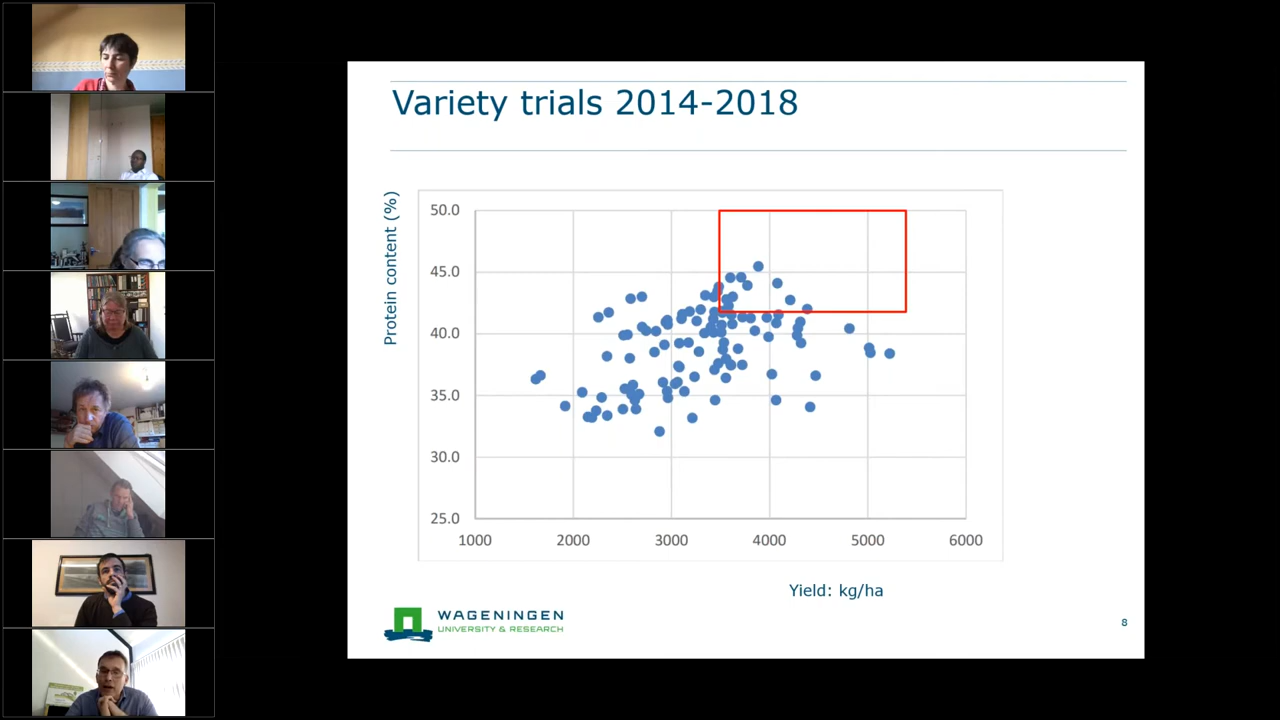 Variety trials 2014-2018
Protein content (%)
50.0
45.0
40.0
35.0
30.0
25.0
1000 2000 3000 4000 5000 6000
Yield: kg/ha
WAGENINGEN
UNIVERSITY & RESEARCH
8